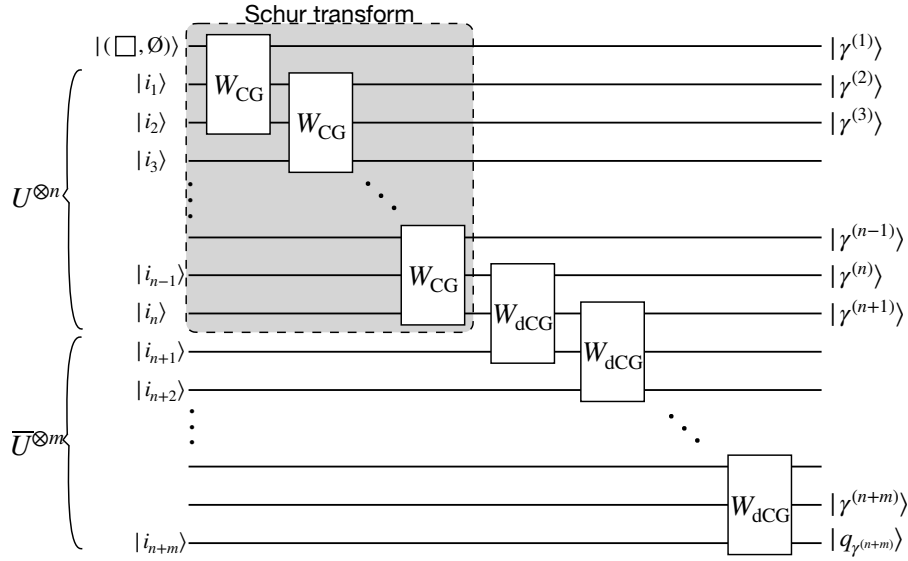 Schur transform
|(□, Ø)⟩ |γ⁽¹⁾⟩
|i₁⟩ W_CG |γ⁽²⁾⟩
|i₂⟩ W_CG |γ⁽³⁾⟩
|i₃⟩
U^{⊗n}
|γ^{(n−1)}⟩
|i_{n−1}⟩ W_CG |γ^{(n)}⟩
|i_n⟩ W_dCG |γ^{(n+1)}⟩
|i_{n+1}⟩ W_dCG
|i_{n+2}⟩
U̅^{⊗m}
W_dCG |γ^{(n+m)}⟩
|i_{n+m}⟩ |q_{γ^{(n+m)}}⟩